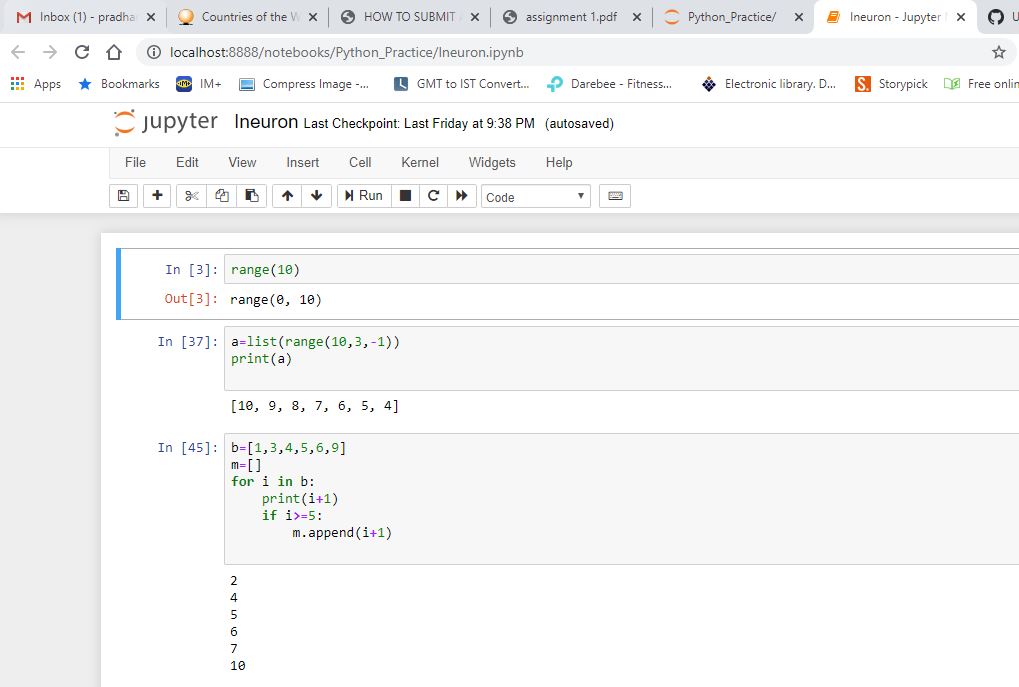 Inbox (1) - pradha
Countries of the W
HOW TO SUBMIT A
assignment 1.pdf
Python_Practice/
Ineuron - Jupyter
localhost:8888/notebooks/Python_Practice/Ineuron.ipynb
Apps
Bookmarks
IM+
Compress Image -...
GMT to IST Convert...
Darebee - Fitness...
Electronic library. D...
Storypick
Free onlin
jupyter Ineuron Last Checkpoint: Last Friday at 9:38 PM (autosaved)
File Edit View Insert Cell Kernel Widgets Help
Run Code
In [3]: range(10)
Out[3]: range(0, 10)
In [37]: a=list(range(10,3,-1))
print(a)
[10, 9, 8, 7, 6, 5, 4]
In [45]: b=[1,3,4,5,6,9]
m=[]
for i in b:
    print(i+1)
    if i>=5:
        m.append(i+1)
2
4
5
6
7
10